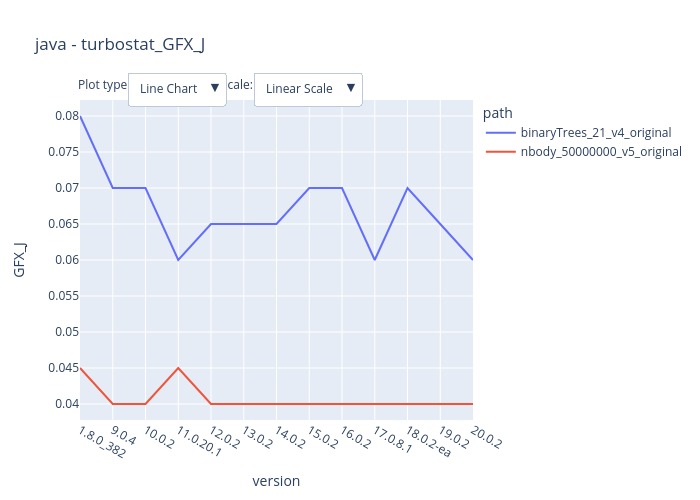 java - turbostat_GFX_J
Plot type
Line Chart ▼
cale:
Linear Scale ▼
path
binaryTrees_21_v4_original
nbody_50000000_v5_original
0.08
0.075
0.07
0.065
0.06
0.055
0.05
0.045
0.04
GFX_J
1.8.0_382
9.0.4
10.0.2
11.0.20.1
12.0.2
13.0.2
14.0.2
15.0.2
16.0.2
17.0.8.1
18.0.2-ea
19.0.2
20.0.2
version